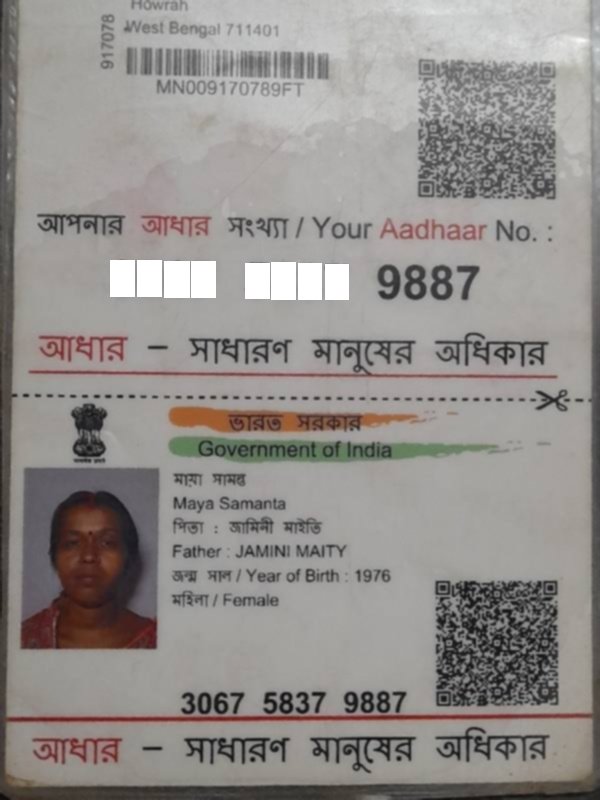 Howrah
West Bengal 711401
917078
MN009170789FT
আপনার আধার সংখ্যা / Your Aadhaar No. :
9887
আধার – সাধারণ মানুষের অধিকার
ভারত সরকার
Government of India
মায়া সামন্ত
Maya Samanta
পিতা : জামিনী মাইতি
Father : JAMINI MAITY
জন্ম সাল / Year of Birth : 1976
মহিলা / Female
3067 5837 9887
আধার – সাধারণ মানুষের অধিকার